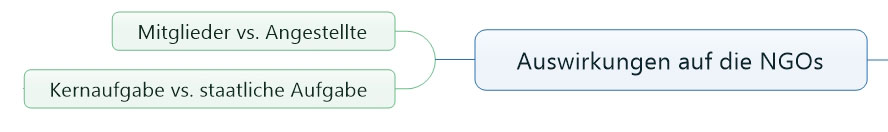 Mitglieder vs. Angestellte
Kernaufgabe vs. staatliche Aufgabe
Auswirkungen auf die NGOs